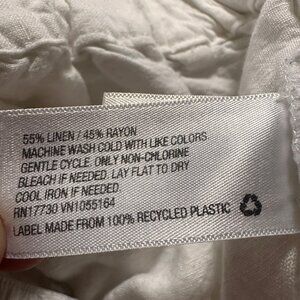 55% LINEN / 45% RAYON
MACHINE WASH COLD WITH LIKE COLORS
GENTLE CYCLE. ONLY NON-CHLORINE
BLEACH IF NEEDED. LAY FLAT TO DRY
COOL IRON IF NEEDED
RN17730 VN1055164
LABEL MADE FROM 100% RECYCLED PLASTIC